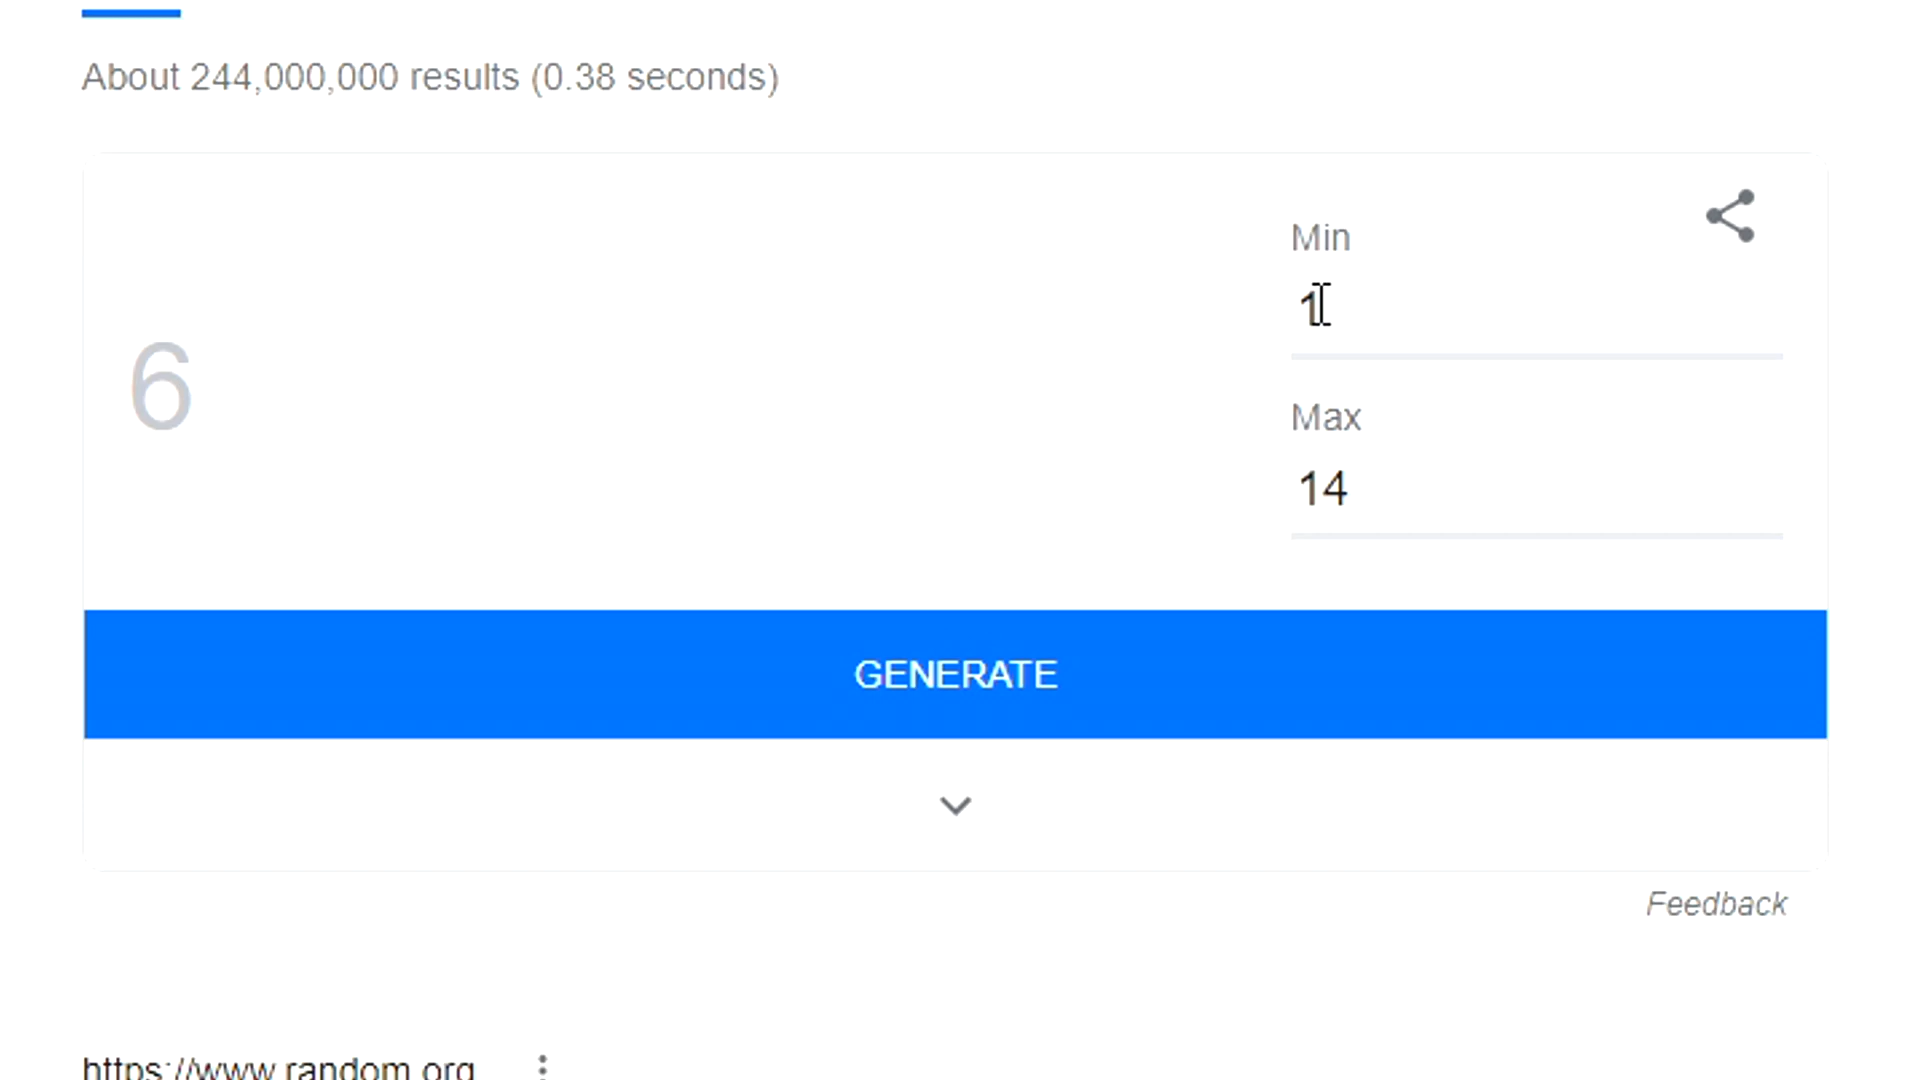 About 244,000,000 results (0.38 seconds)
Min
1
6
Max
14
GENERATE
Feedback
https://www.random.org